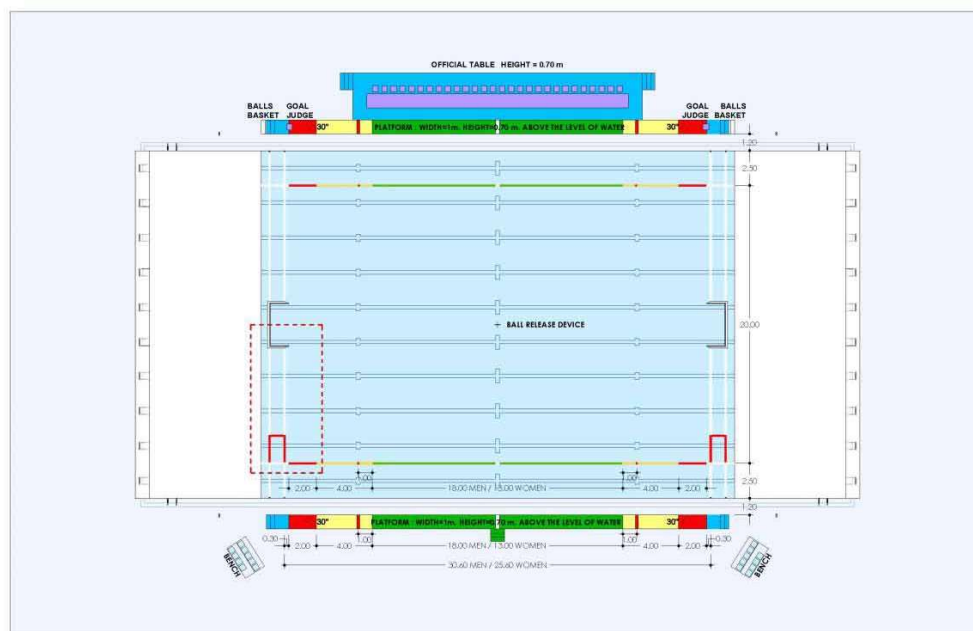 OFFICIAL TABLE HEIGHT = 0.70 m
BALLS BASKET
GOAL JUDGE
GOAL JUDGE
BALLS BASKET
30"
PLATFORM : WIDTH=1m. HEIGHT=0.70 m. ABOVE THE LEVEL OF WATER
30"
1.20
2.50
BALL RELEASE DEVICE
20.00
1.00
1.00
2.00
4.00
18.00 MEN / 13.00 WOMEN
4.00
2.00
2.50
1.20
30"
PLATFORM : WIDTH=1m. HEIGHT=0.70 m. ABOVE THE LEVEL OF WATER
30"
0.30
2.00
4.00
1.00
18.00 MEN / 13.00 WOMEN
1.00
4.00
2.00
0.30
BENCH
30.60 MEN / 25.60 WOMEN
BENCH